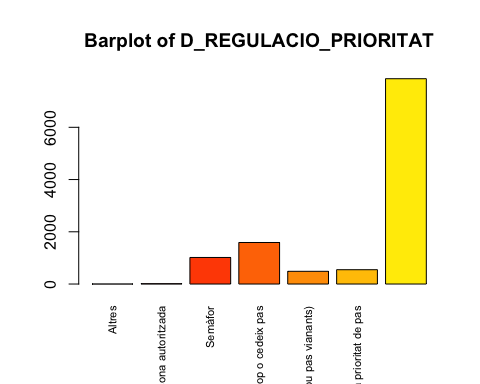 Barplot of D_REGULACIO_PRIORITAT
6000
4000
2000
0
Altres
ona autoritzada
Semàfor
op o cedeix pas
pas vianants)
prioritat de pas